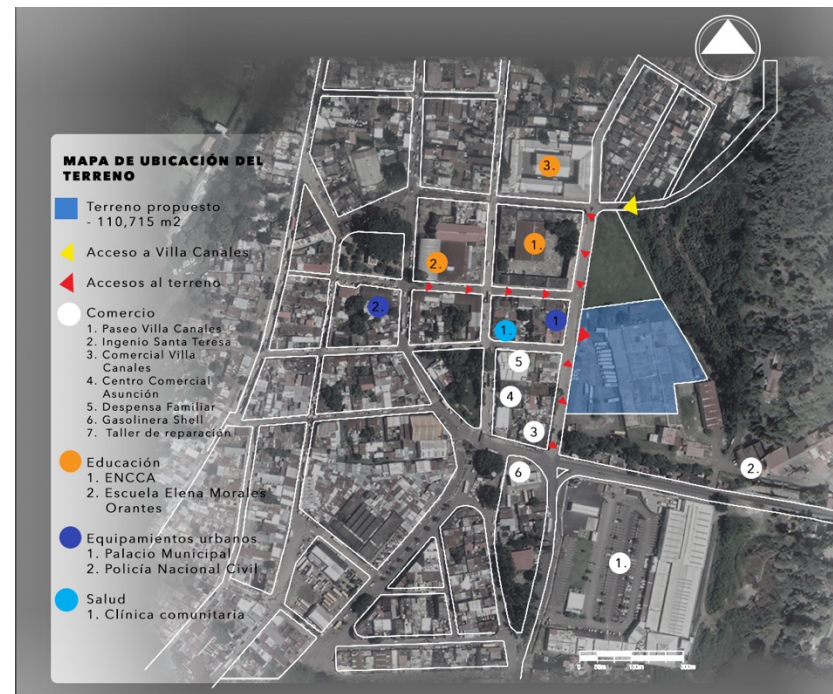 MAPA DE UBICACIÓN DEL
TERRENO
Terreno propuesto
- 110,715 m2
Acceso a Villa Canales
Accesos al terreno
Comercio
1. Paseo Villa Canales
2. Ingenio Santa Teresa
3. Comercial Villa
Canales
4. Centro Comercial
Asunción
5. Despensa Familiar
6. Gasolinera Shell
7. Taller de reparación
Educación
1. ENCCA
2. Escuela Elena Morales
Orantes
Equipamientos urbanos
1. Palacio Municipal
2. Policía Nacional Civil
Salud
1. Clínica comunitaria
3.
1.
2.
2.
1.
1
5
4
3
6
2.
1.
0